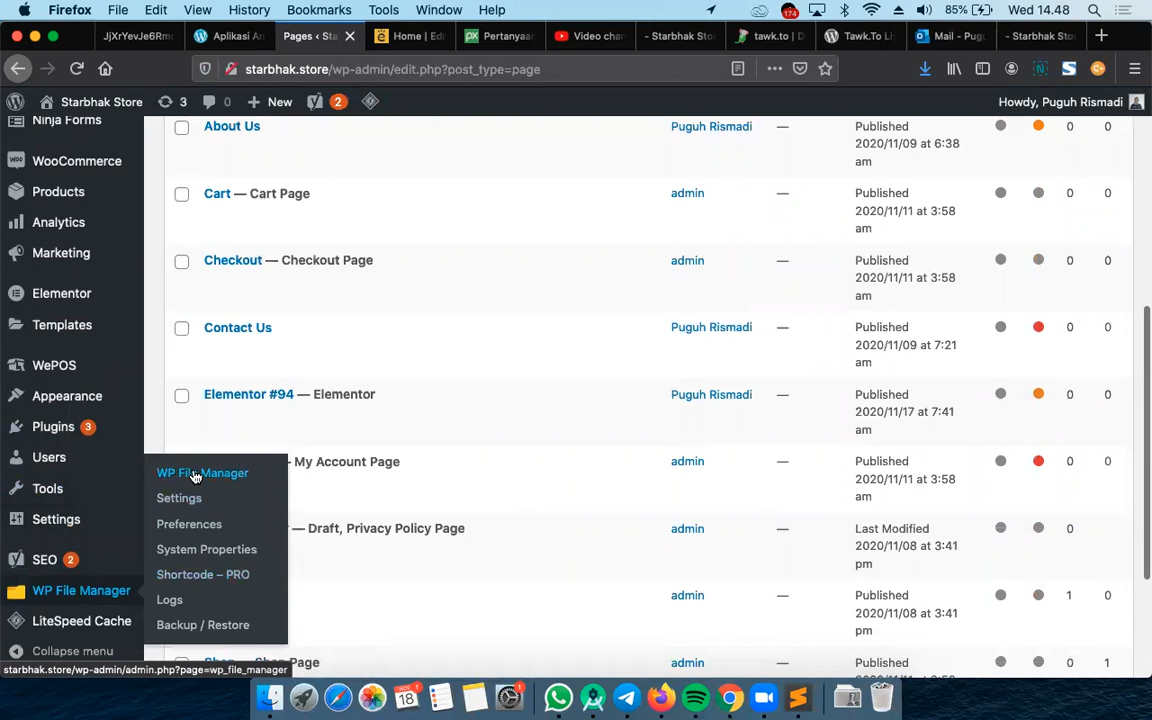 Firefox File Edit View History Bookmarks Tools Window Help 174 85% Wed 14.48
JjXrYevJe6Rmc Aplikasi An Pages ‹ Sta Home | Edr Pertanyaar Video char - Starbhak Sto tawk.to | D Tawk.To Li Mail - Pug - Starbhak Sto
starbhak.store/wp-admin/edit.php?post_type=page
Starbhak Store 3 0 New 2 Howdy, Puguh Rismadi
Ninja Forms
WooCommerce
Products
Analytics
Marketing
Elementor
Templates
WePOS
Appearance
Plugins 3
Users
Tools
Settings
SEO 2
WP File Manager
LiteSpeed Cache
Collapse menu
WP File Manager
Settings
Preferences
System Properties
Shortcode – PRO
Logs
Backup / Restore
About Us Puguh Rismadi — Published 0 0
2020/11/09 at 6:38
am
Cart — Cart Page admin — Published 0 0
2020/11/11 at 3:58
am
Checkout — Checkout Page admin — Published 0 0
2020/11/11 at 3:58
am
Contact Us Puguh Rismadi — Published 0 0
2020/11/09 at 7:21
am
Elementor #94 — Elementor Puguh Rismadi — Published 0 0
2020/11/17 at 7:41
am
— My Account Page admin — Published 0 0
2020/11/11 at 3:58
am
— Draft, Privacy Policy Page admin — Last Modified 0
2020/11/08 at 3:41
pm
admin — Published 1 0
2020/11/08 at 3:41
pm
Shop — Shop Page admin — Published 0 1
starbhak.store/wp-admin/admin.php?page=wp_file_manager
NOV
18 1 1